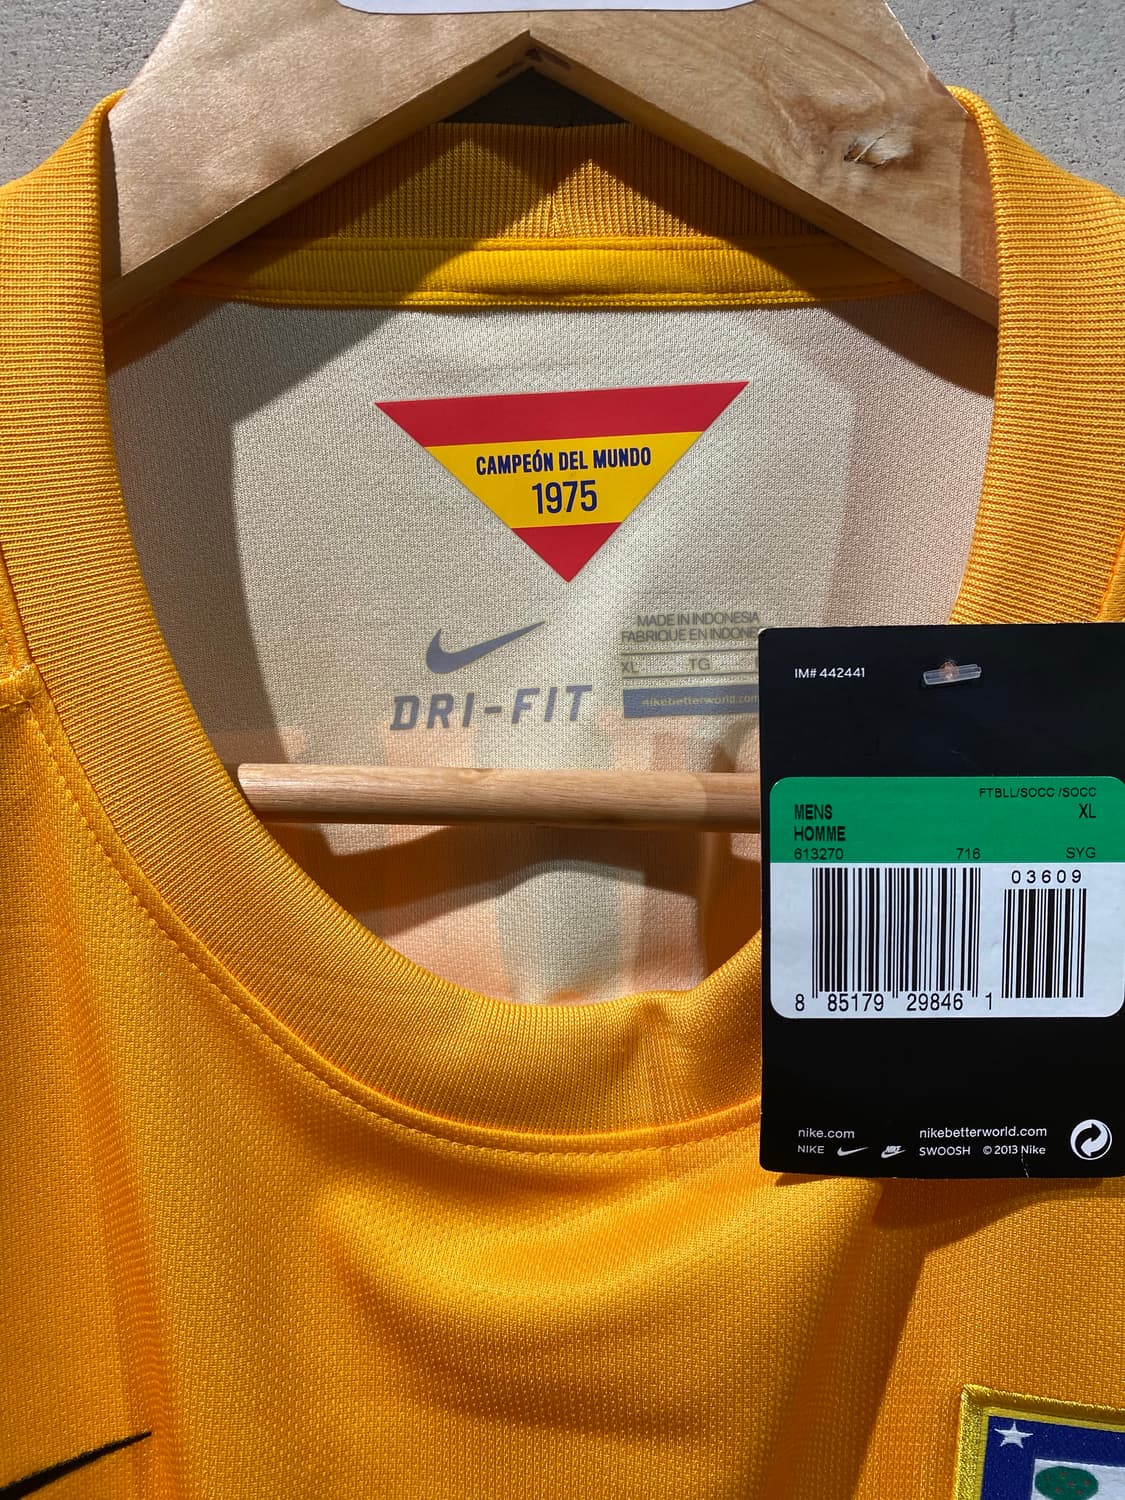 CAMPEÓN DEL MUNDO
1975
DRI-FIT
MADE IN INDONESIA
FABRIQUE EN
XL TG
nikebetterworld.com
IM# 442441
FTBLL/SOCC /SOCC
MENS XL
HOMME
613270 716 SYG
03609
8 85179 29846 1
nike.com nikebetterworld.com
NIKE SWOOSH © 2013 Nike